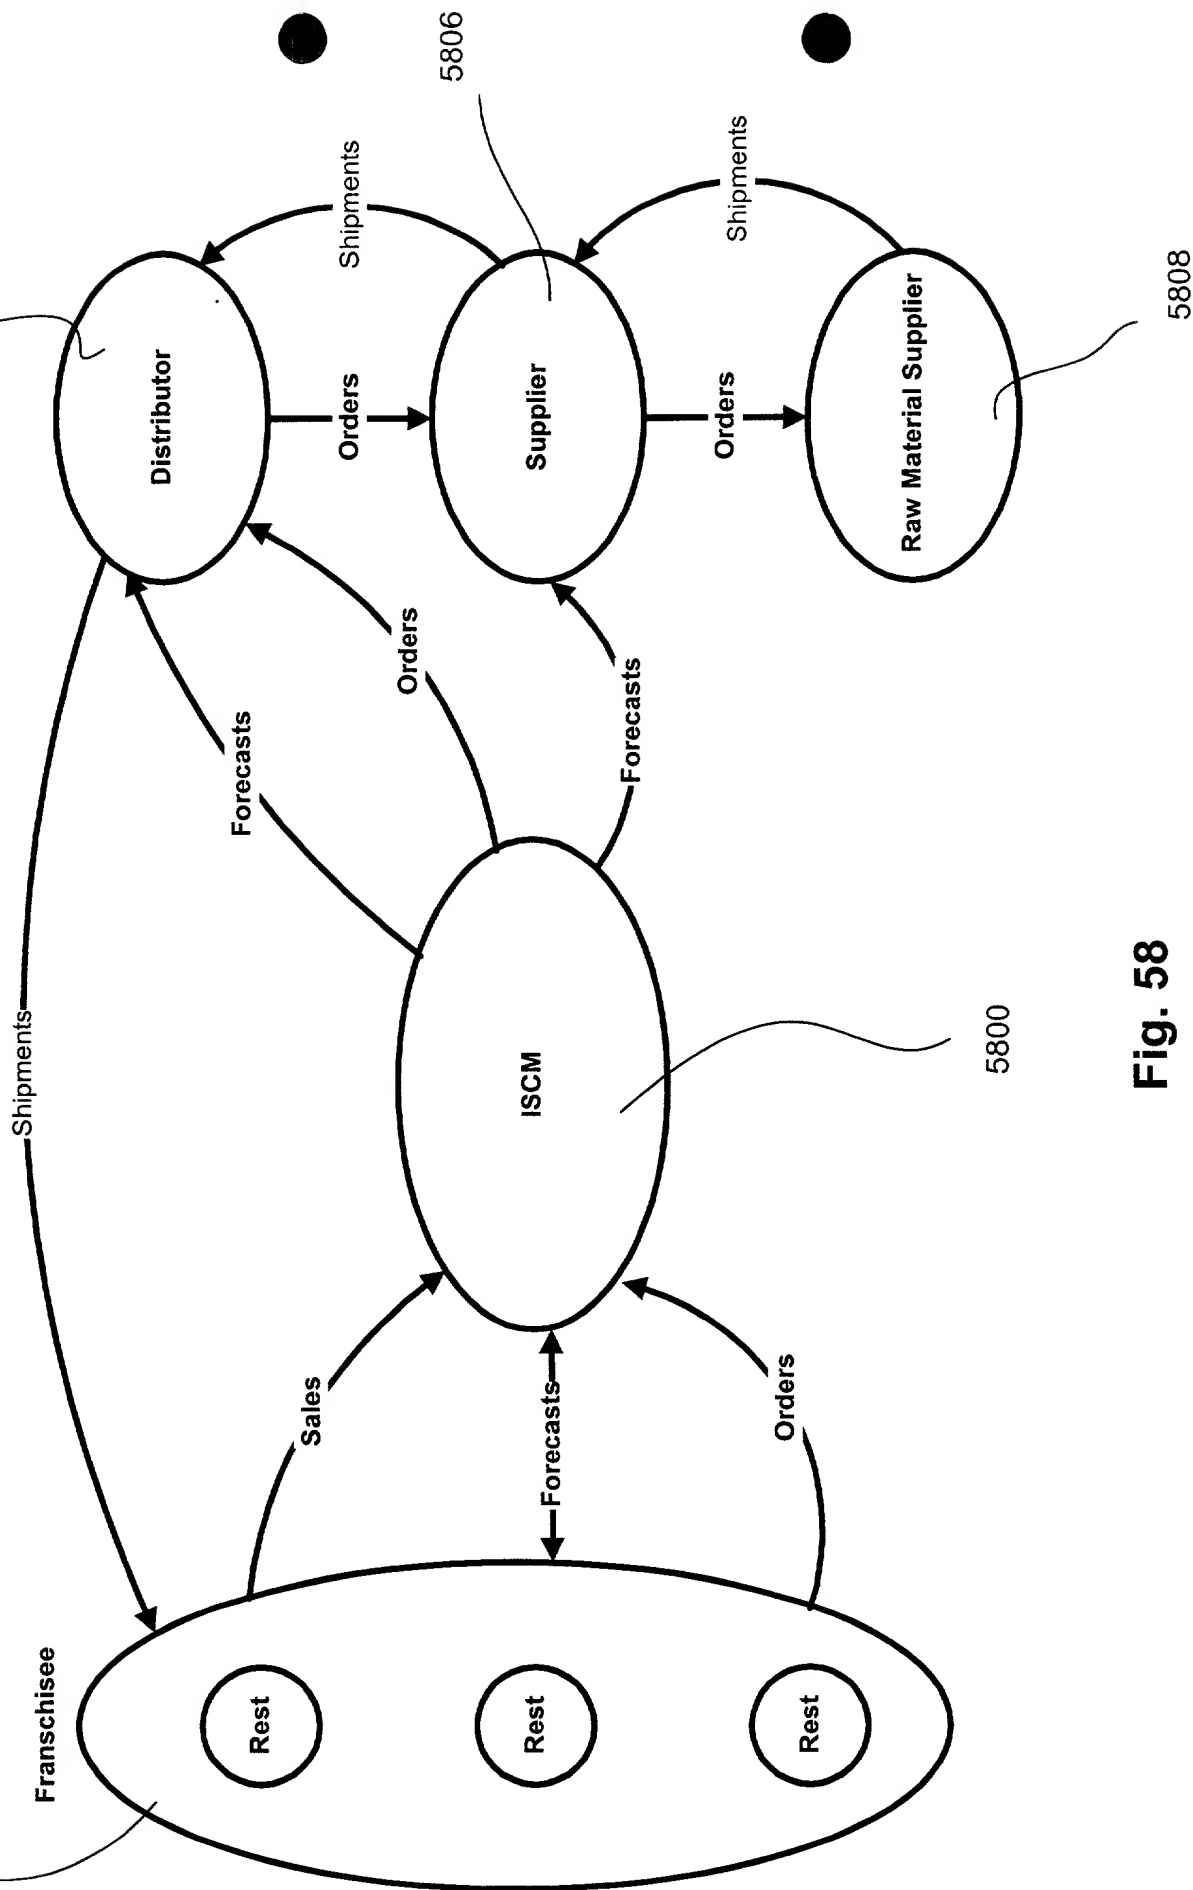 Shipments
Franschisee
Rest
Rest
Rest
Sales
Forecasts
Orders
ISCM
5800
Forecasts
Orders
Forecasts
Distributor
Orders
Shipments
Supplier
5806
Orders
Shipments
Raw Material Supplier
5808
Fig. 58